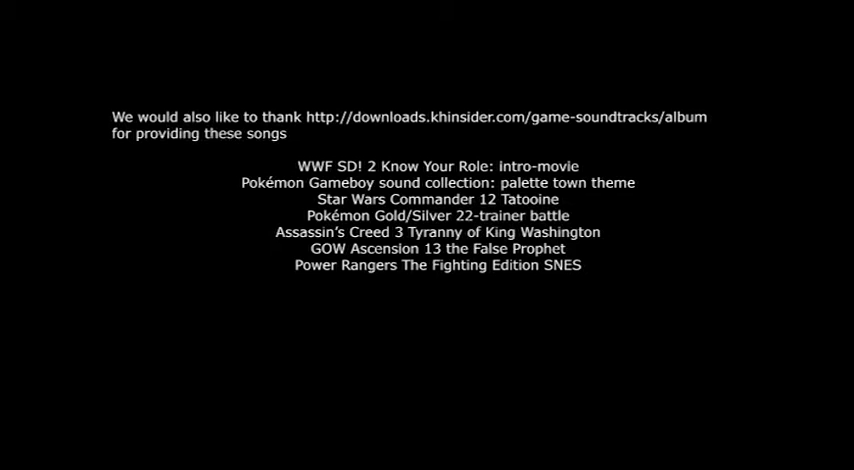 We would also like to thank http://downloads.khinsider.com/game-soundtracks/album
for providing these songs
WWF SD! 2 Know Your Role: intro-movie
Pokémon Gameboy sound collection: palette town theme
Star Wars Commander 12 Tatooine
Pokémon Gold/Silver 22-trainer battle
Assassin's Creed 3 Tyranny of King Washington
GOW Ascension 13 the False Prophet
Power Rangers The Fighting Edition SNES